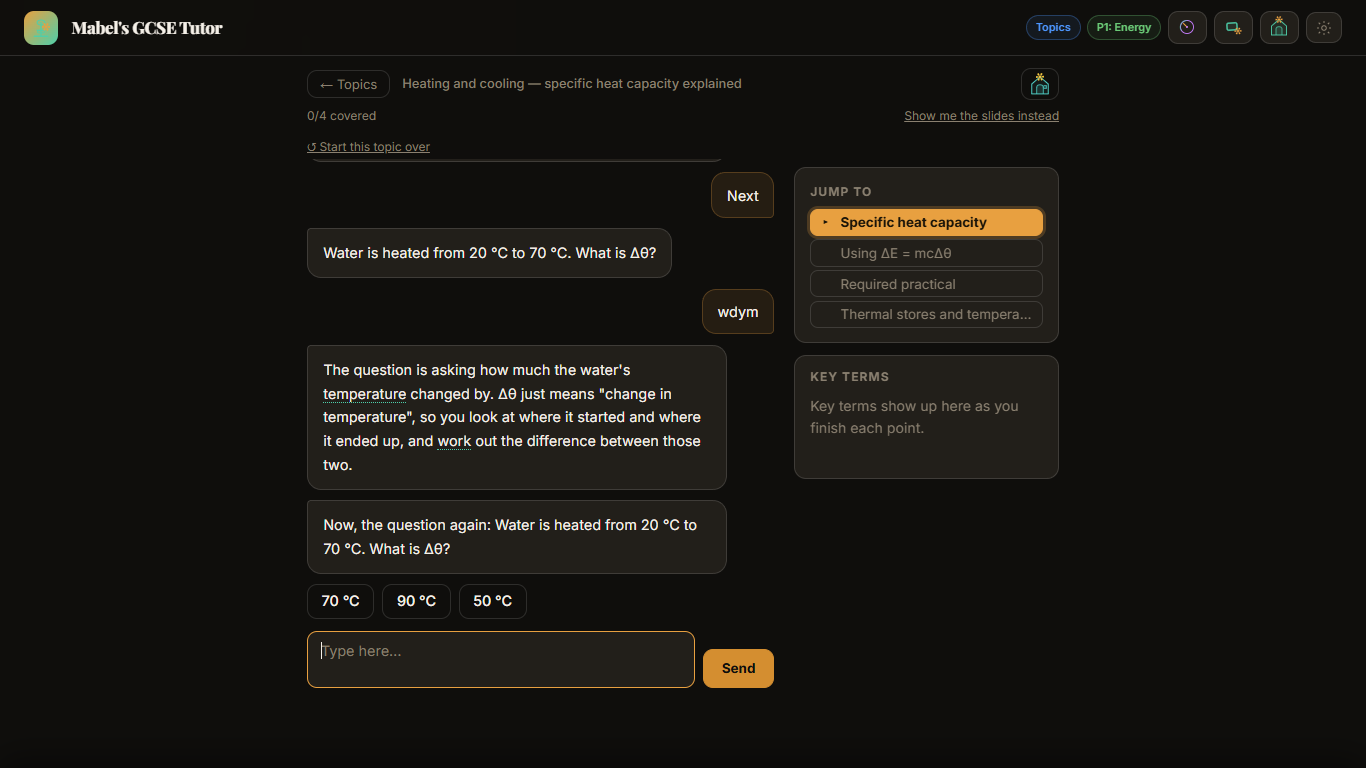 Mabel's GCSE Tutor
Topics
P1: Energy
← Topics
Heating and cooling — specific heat capacity explained
0/4 covered
Show me the slides instead
↺ Start this topic over
Next
Water is heated from 20 °C to 70 °C. What is Δθ?
wdym
The question is asking how much the water's
temperature changed by. Δθ just means "change in
temperature", so you look at where it started and where
it ended up, and work out the difference between those
two.
Now, the question again: Water is heated from 20 °C to
70 °C. What is Δθ?
70 °C
90 °C
50 °C
Type here...
Send
JUMP TO
Specific heat capacity
Using ΔE = mcΔθ
Required practical
Thermal stores and tempera...
KEY TERMS
Key terms show up here as you
finish each point.